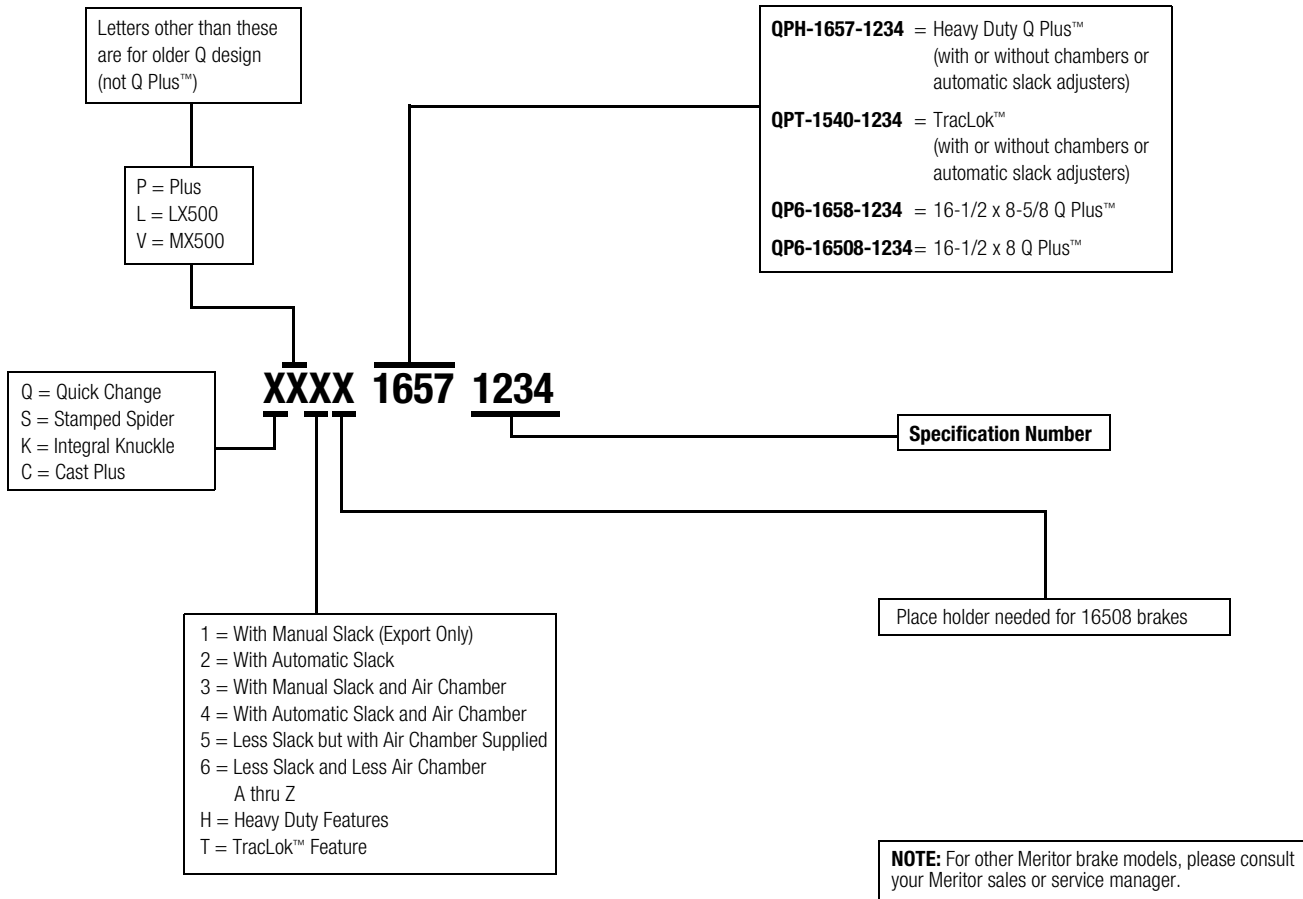 Letters other than these
are for older Q design
(not Q Plus™)
P = Plus
L = LX500
V = MX500
QPH-1657-1234 = Heavy Duty Q Plus™
(with or without chambers or
automatic slack adjusters)
QPT-1540-1234 = TracLok™
(with or without chambers or
automatic slack adjusters)
QP6-1658-1234 = 16-1/2 x 8-5/8 Q Plus™
QP6-16508-1234= 16-1/2 x 8 Q Plus™
XXXX 1657 1234
Q = Quick Change
S = Stamped Spider
K = Integral Knuckle
C = Cast Plus
Specification Number
Place holder needed for 16508 brakes
1 = With Manual Slack (Export Only)
2 = With Automatic Slack
3 = With Manual Slack and Air Chamber
4 = With Automatic Slack and Air Chamber
5 = Less Slack but with Air Chamber Supplied
6 = Less Slack and Less Air Chamber
A thru Z
H = Heavy Duty Features
T = TracLok™ Feature
NOTE: For other Meritor brake models, please consult
your Meritor sales or service manager.